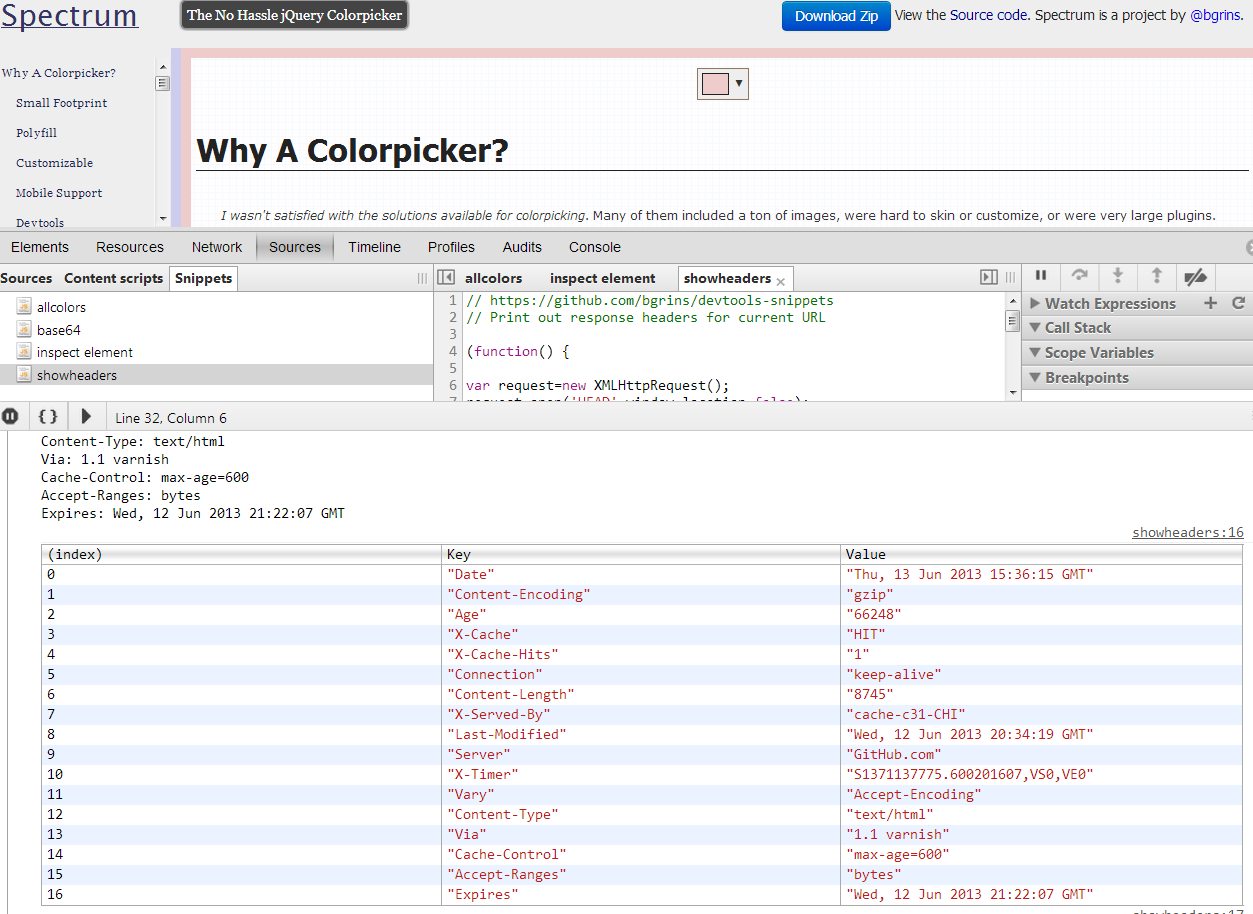 Spectrum
The No Hassle jQuery Colorpicker
Download Zip View the Source code. Spectrum is a project by @bgrins.
Why A Colorpicker?
Small Footprint
Polyfill
Customizable
Mobile Support
Devtools
Why A Colorpicker?
I wasn't satisfied with the solutions available for colorpicking. Many of them included a ton of images, were hard to skin or customize, or were very large plugins.
Elements Resources Network Sources Timeline Profiles Audits Console
Sources Content scripts Snippets
allcolors
base64
inspect element
showheaders
allcolors inspect element showheaders
1 // https://github.com/bgrins/devtools-snippets
2 // Print out response headers for current URL
3
4 (function() {
5
6 var request=new XMLHttpRequest();
7 request.open('HEAD',window.location,false);
Watch Expressions
Call Stack
Scope Variables
Breakpoints
{ } Line 32, Column 6
Content-Type: text/html
Via: 1.1 varnish
Cache-Control: max-age=600
Accept-Ranges: bytes
Expires: Wed, 12 Jun 2013 21:22:07 GMT
showheaders:16
(index) Key Value
0 "Date" "Thu, 13 Jun 2013 15:36:15 GMT"
1 "Content-Encoding" "gzip"
2 "Age" "66248"
3 "X-Cache" "HIT"
4 "X-Cache-Hits" "1"
5 "Connection" "keep-alive"
6 "Content-Length" "8745"
7 "X-Served-By" "cache-c31-CHI"
8 "Last-Modified" "Wed, 12 Jun 2013 20:34:19 GMT"
9 "Server" "GitHub.com"
10 "X-Timer" "S1371137775.600201607,VS0,VE0"
11 "Vary" "Accept-Encoding"
12 "Content-Type" "text/html"
13 "Via" "1.1 varnish"
14 "Cache-Control" "max-age=600"
15 "Accept-Ranges" "bytes"
16 "Expires" "Wed, 12 Jun 2013 21:22:07 GMT"
showheaders:17